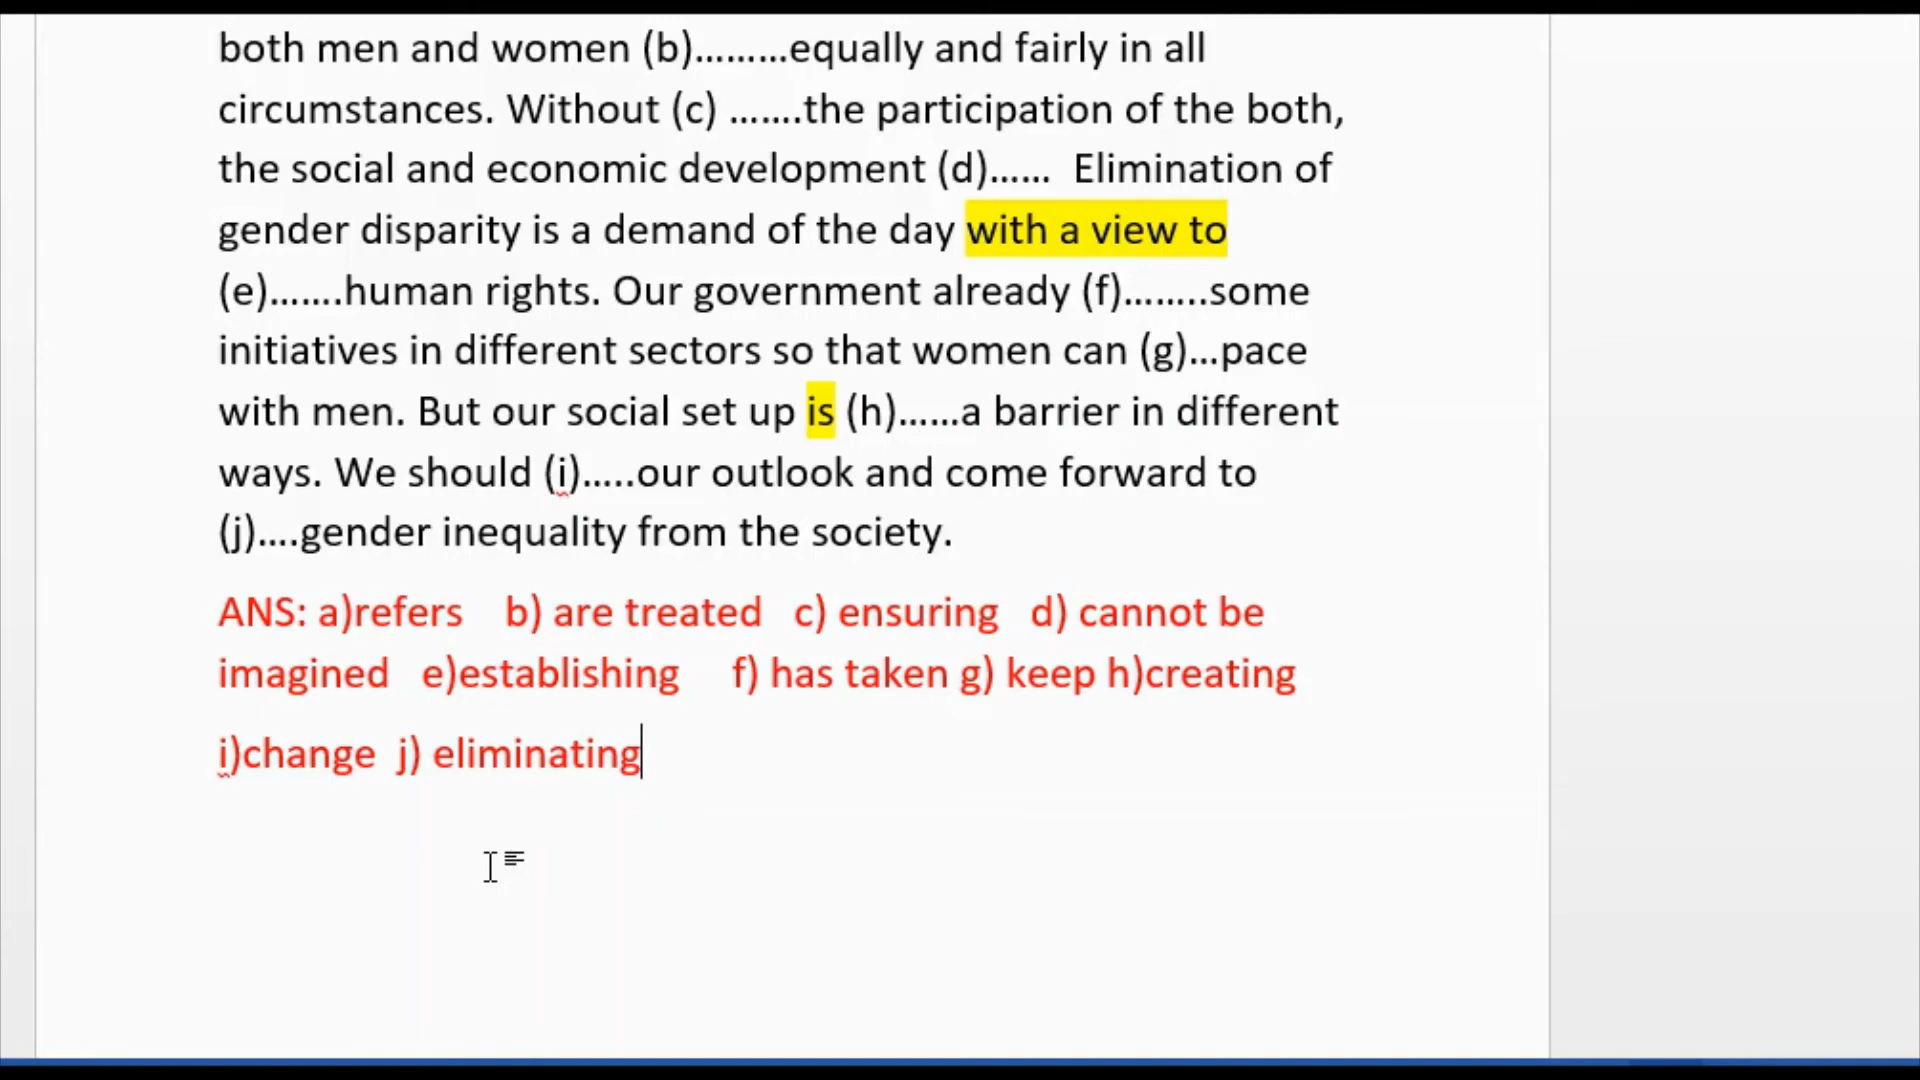 both men and women (b)………equally and fairly in all
circumstances. Without (c) …….the participation of the both,
the social and economic development (d)…… Elimination of
gender disparity is a demand of the day with a view to
(e)…….human rights. Our government already (f)……..some
initiatives in different sectors so that women can (g)…pace
with men. But our social set up is (h)……a barrier in different
ways. We should (i)…..our outlook and come forward to
(j)….gender inequality from the society.
ANS: a)refers b) are treated c) ensuring d) cannot be
imagined e)establishing f) has taken g) keep h)creating
i)change j) eliminating